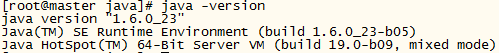 [root@master java]# java -version
java version "1.6.0_23"
Java(TM) SE Runtime Environment (build 1.6.0_23-b05)
Java HotSpot(TM) 64-Bit Server VM (build 19.0-b09, mixed mode)